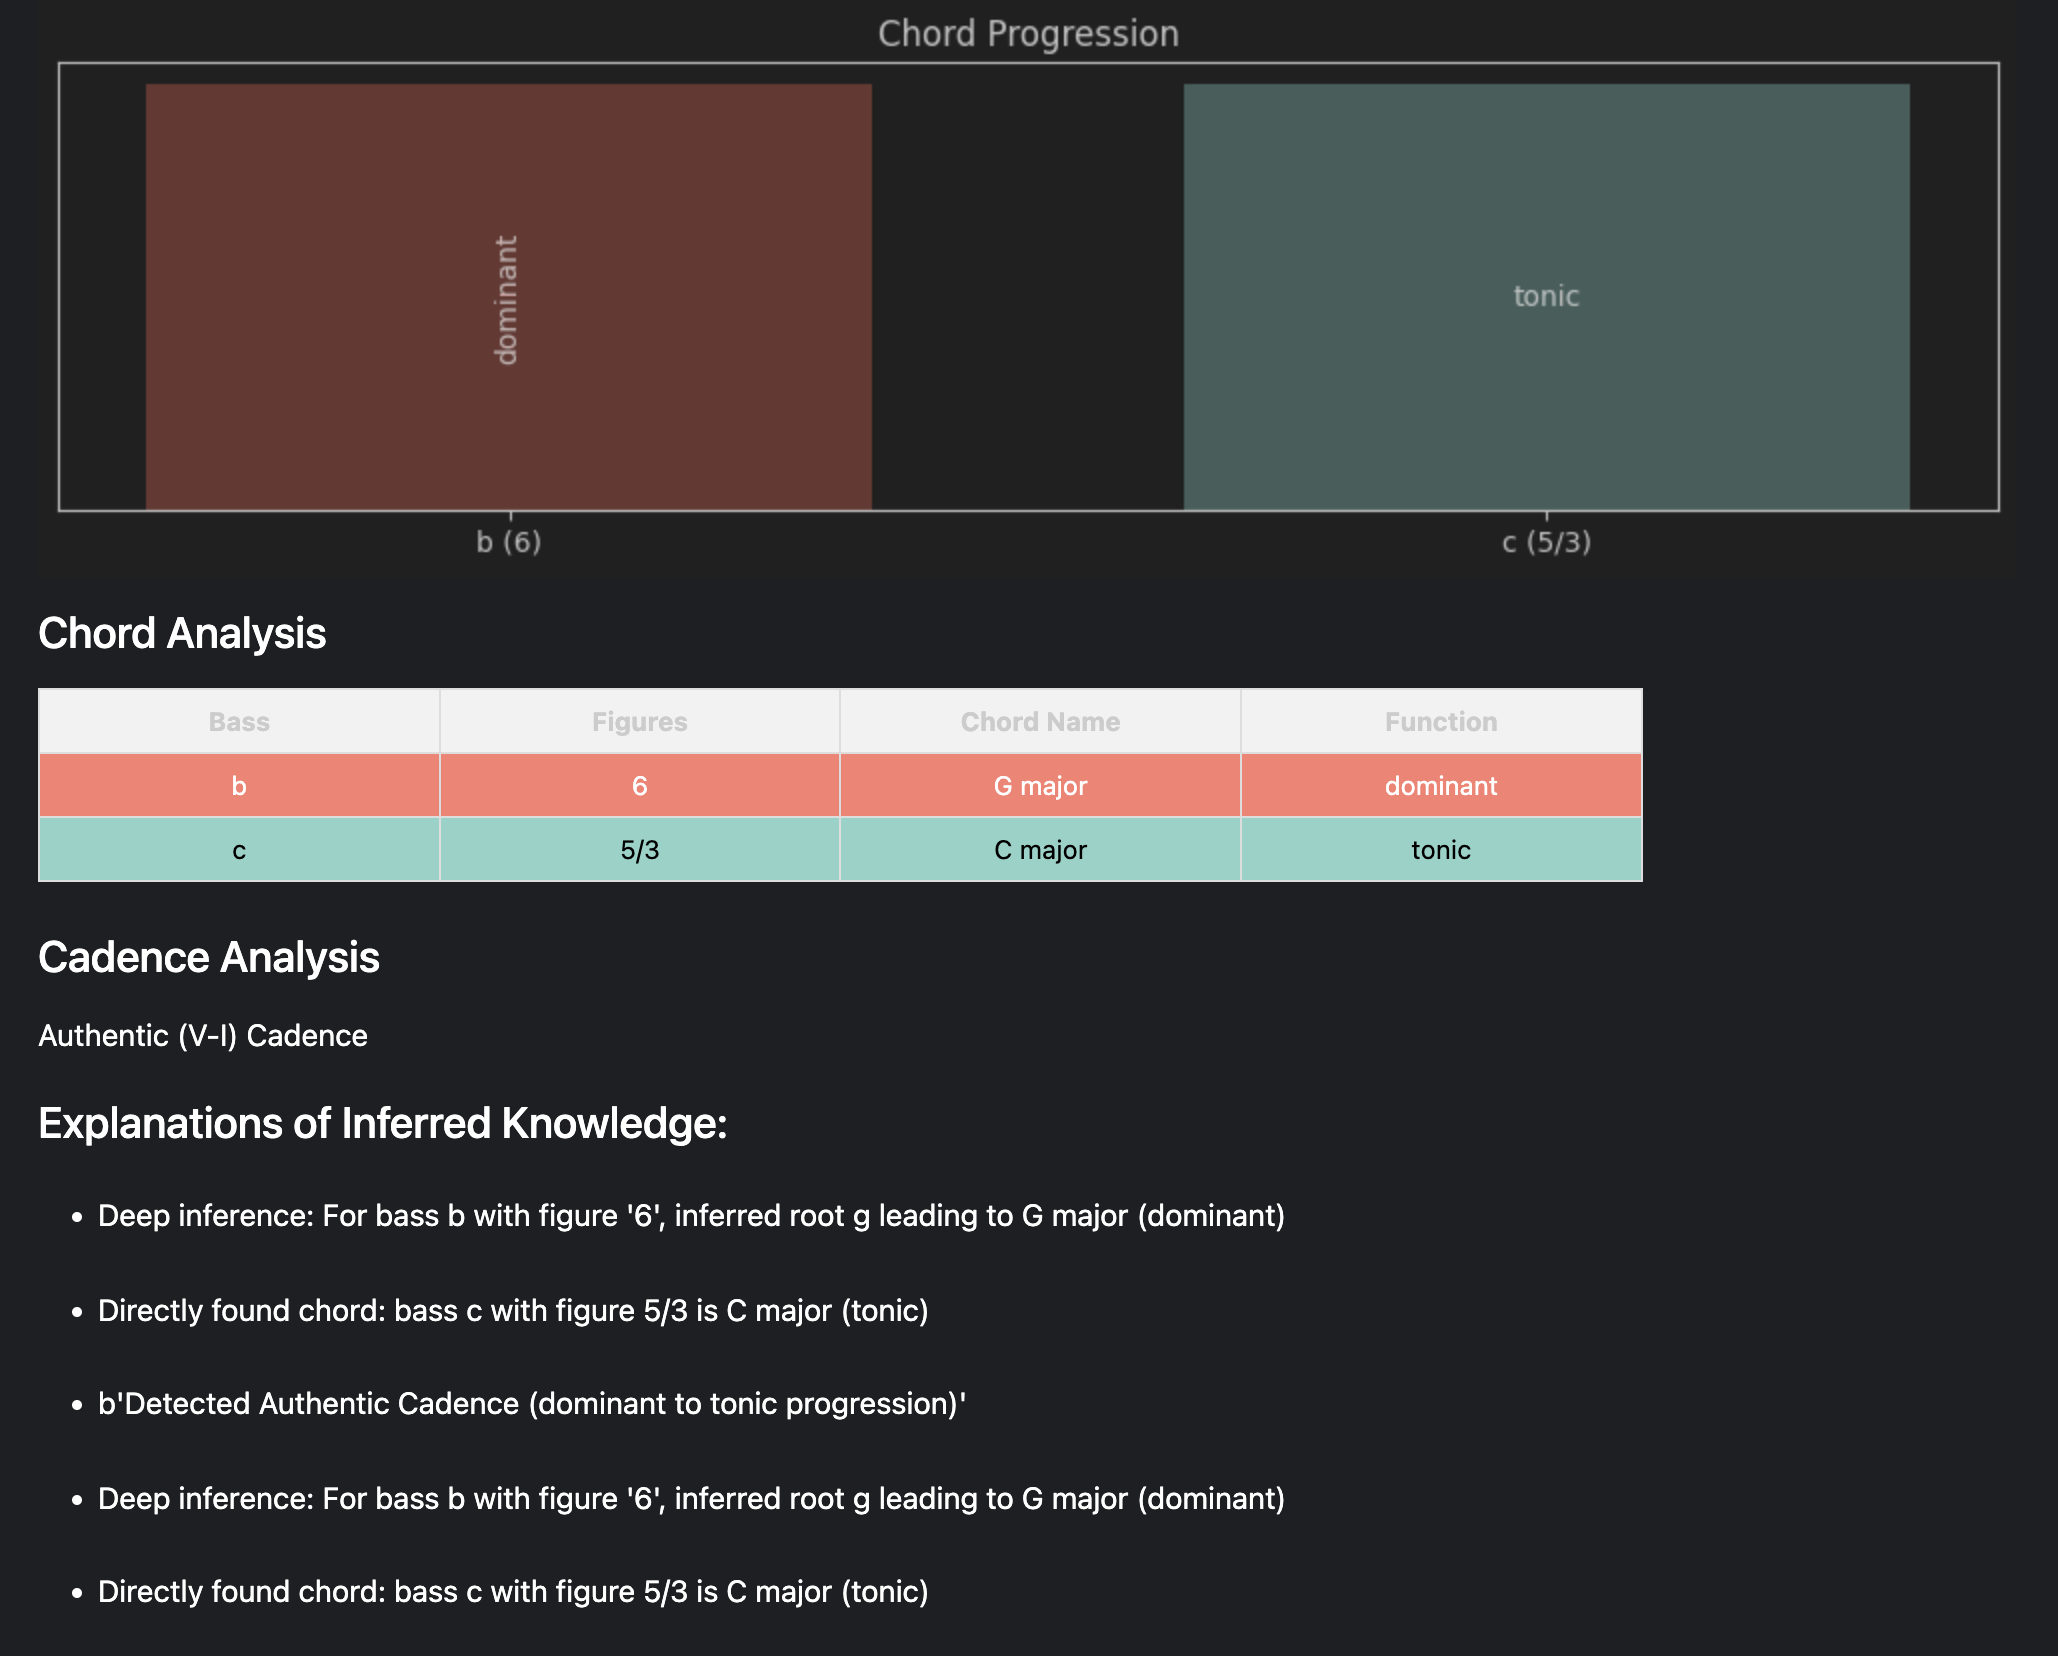 Chord Progression
dominant
tonic
b (6)
c (5/3)
Chord Analysis
Bass Figures Chord Name Function
b 6 G major dominant
c 5/3 C major tonic
Cadence Analysis
Authentic (V-I) Cadence
Explanations of Inferred Knowledge:
• Deep inference: For bass b with figure '6', inferred root g leading to G major (dominant)
• Directly found chord: bass c with figure 5/3 is C major (tonic)
• b'Detected Authentic Cadence (dominant to tonic progression)'
• Deep inference: For bass b with figure '6', inferred root g leading to G major (dominant)
• Directly found chord: bass c with figure 5/3 is C major (tonic)